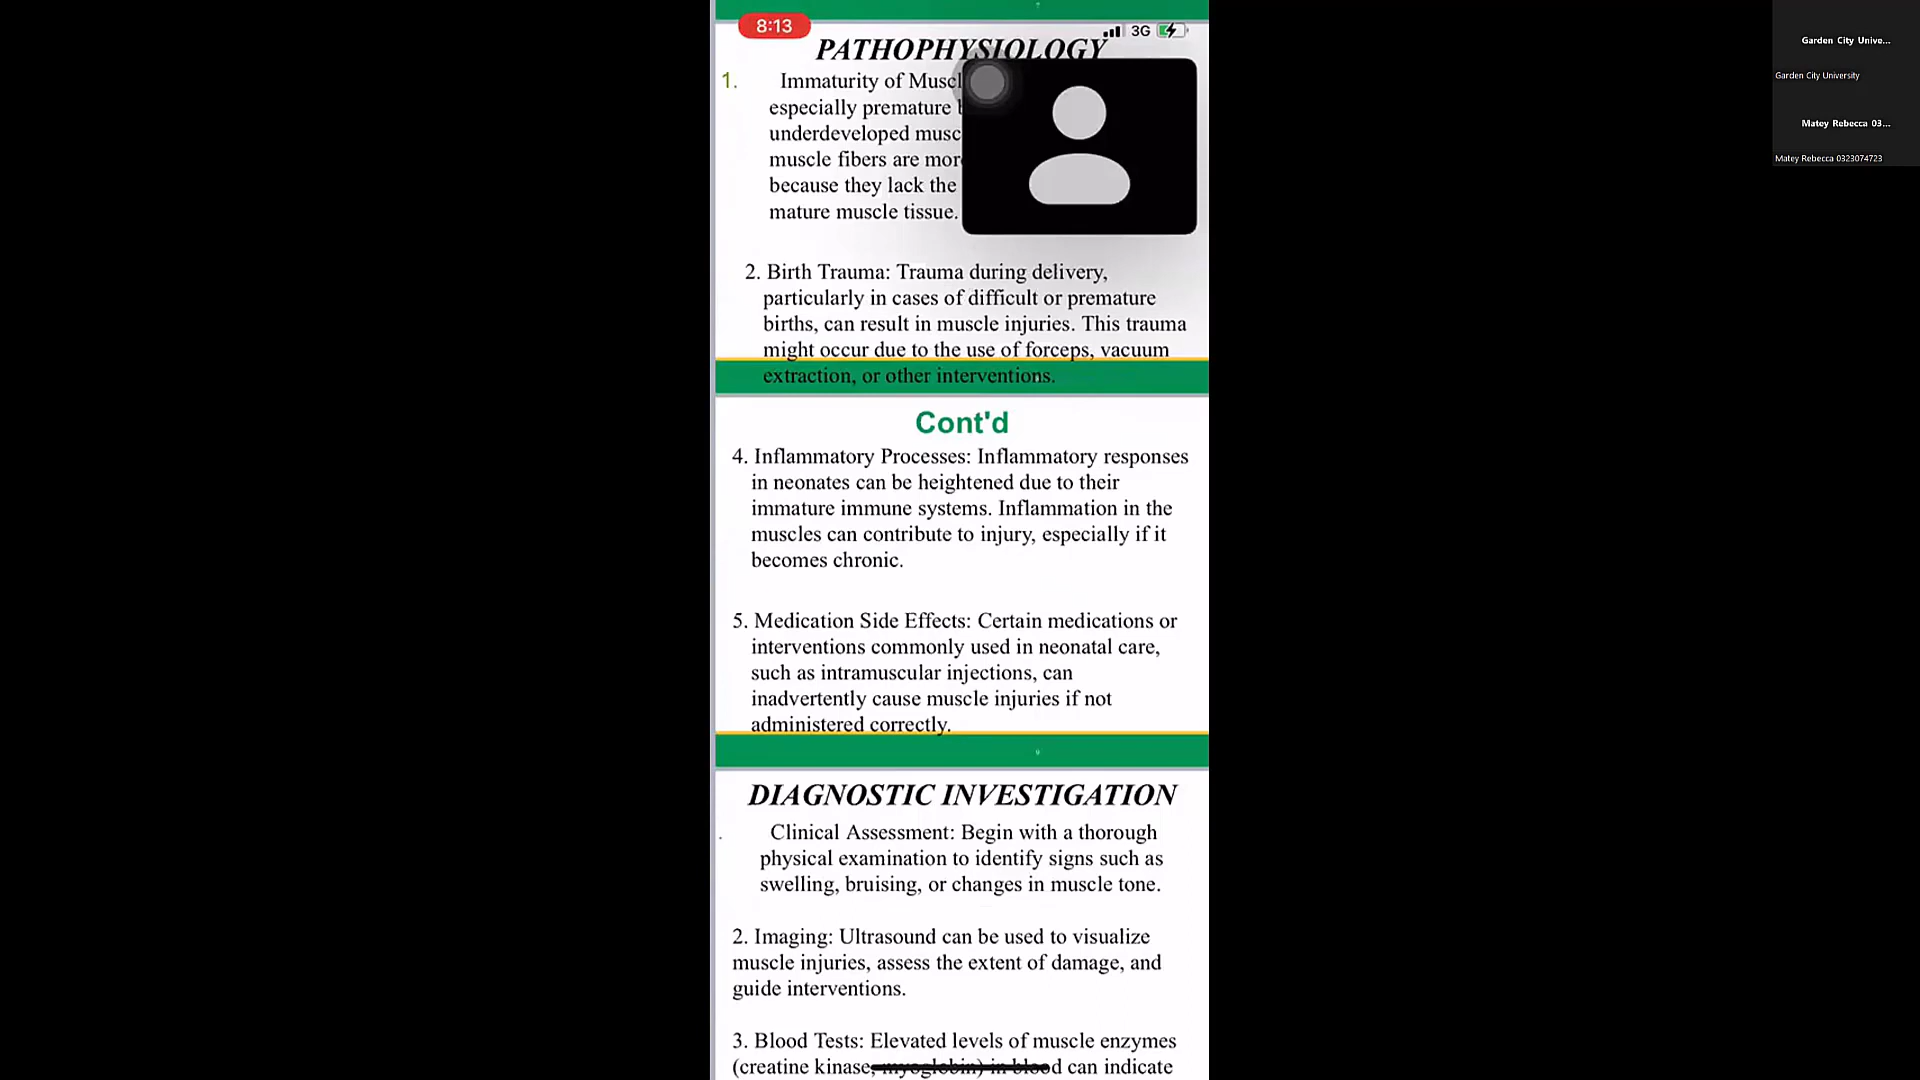 8:13
3G
PATHOPHYSIOLOGY
1. Immaturity of Muscl
especially premature
underdeveloped musc
muscle fibers are mor
because they lack the
mature muscle tissue.
2. Birth Trauma: Trauma during delivery,
particularly in cases of difficult or premature
births, can result in muscle injuries. This trauma
might occur due to the use of forceps, vacuum
extraction, or other interventions.
Cont'd
4. Inflammatory Processes: Inflammatory responses
in neonates can be heightened due to their
immature immune systems. Inflammation in the
muscles can contribute to injury, especially if it
becomes chronic.
5. Medication Side Effects: Certain medications or
interventions commonly used in neonatal care,
such as intramuscular injections, can
inadvertently cause muscle injuries if not
administered correctly.
9
DIAGNOSTIC INVESTIGATION
Clinical Assessment: Begin with a thorough
physical examination to identify signs such as
swelling, bruising, or changes in muscle tone.
2. Imaging: Ultrasound can be used to visualize
muscle injuries, assess the extent of damage, and
guide interventions.
3. Blood Tests: Elevated levels of muscle enzymes
(creatine kinase, myoglobin) in blood can indicate
Garden City Unive...
Garden City University
Matey Rebecca 03...
Matey Rebecca 0323074723